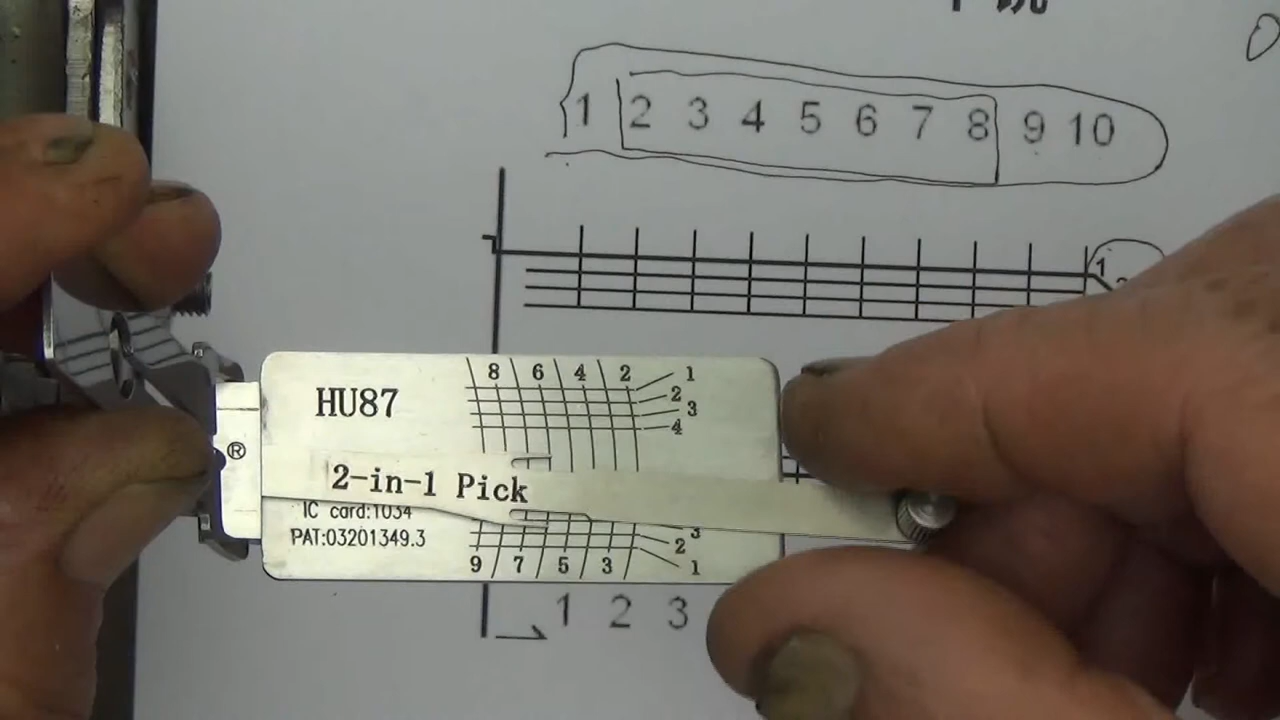 1 2 3 4 5 6 7 8 9 10
1
8 6 4 2 1
2
3
4
HU87
®
2-in-1 Pick
IC card:1034
PAT:03201349.3
3
2
1
9 7 5 3
1 2 3